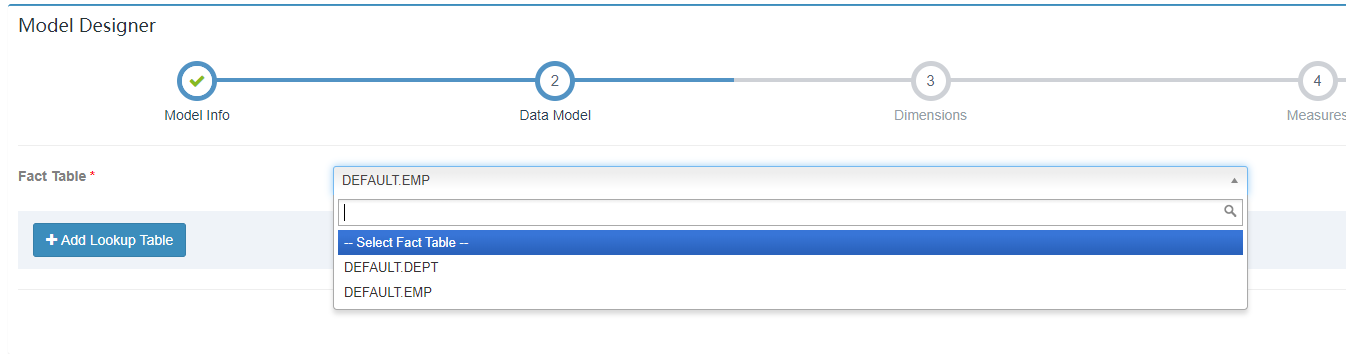 Model Designer
2
3
4
Model Info
Data Model
Dimensions
Measures
Fact Table *
DEFAULT.EMP
-- Select Fact Table --
DEFAULT.DEPT
DEFAULT.EMP
Add Lookup Table